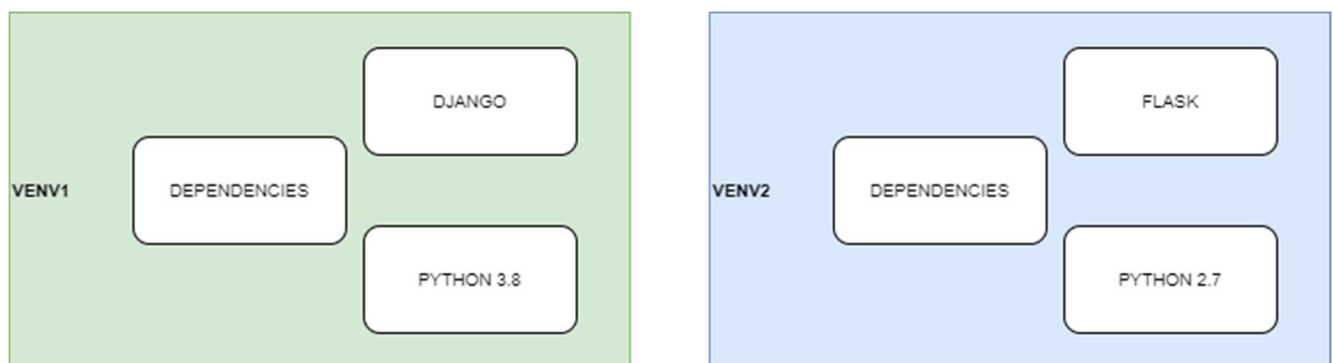 VENV1
DEPENDENCIES
DJANGO
PYTHON 3.8
VENV2
DEPENDENCIES
FLASK
PYTHON 2.7